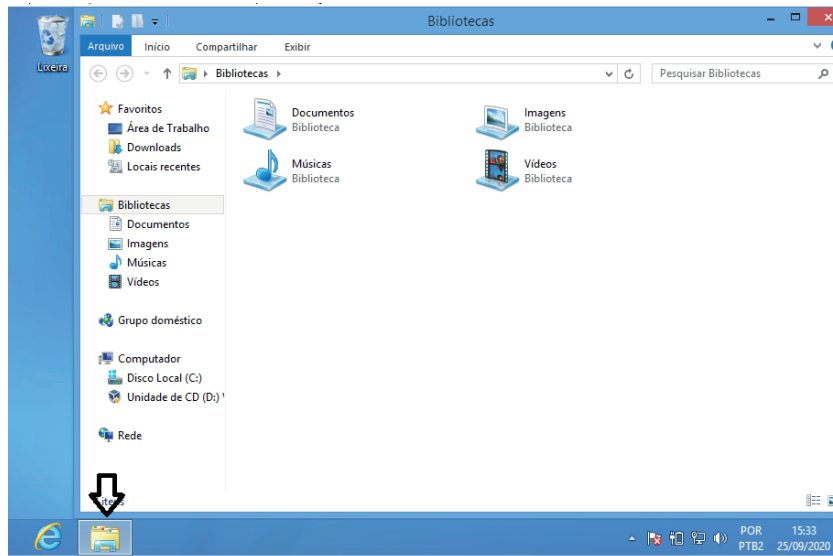 Bibliotecas
Arquivo Início Compartilhar Exibir
Lixeira
Bibliotecas
Pesquisar Bibliotecas
Favoritos
Área de Trabalho
Downloads
Locais recentes
Bibliotecas
Documentos
Imagens
Músicas
Vídeos
Grupo doméstico
Computador
Disco Local (C:)
Unidade de CD (D:)
Rede
Documentos
Biblioteca
Imagens
Biblioteca
Músicas
Biblioteca
Vídeos
Biblioteca
POR
PTB2
15:33
25/09/2020